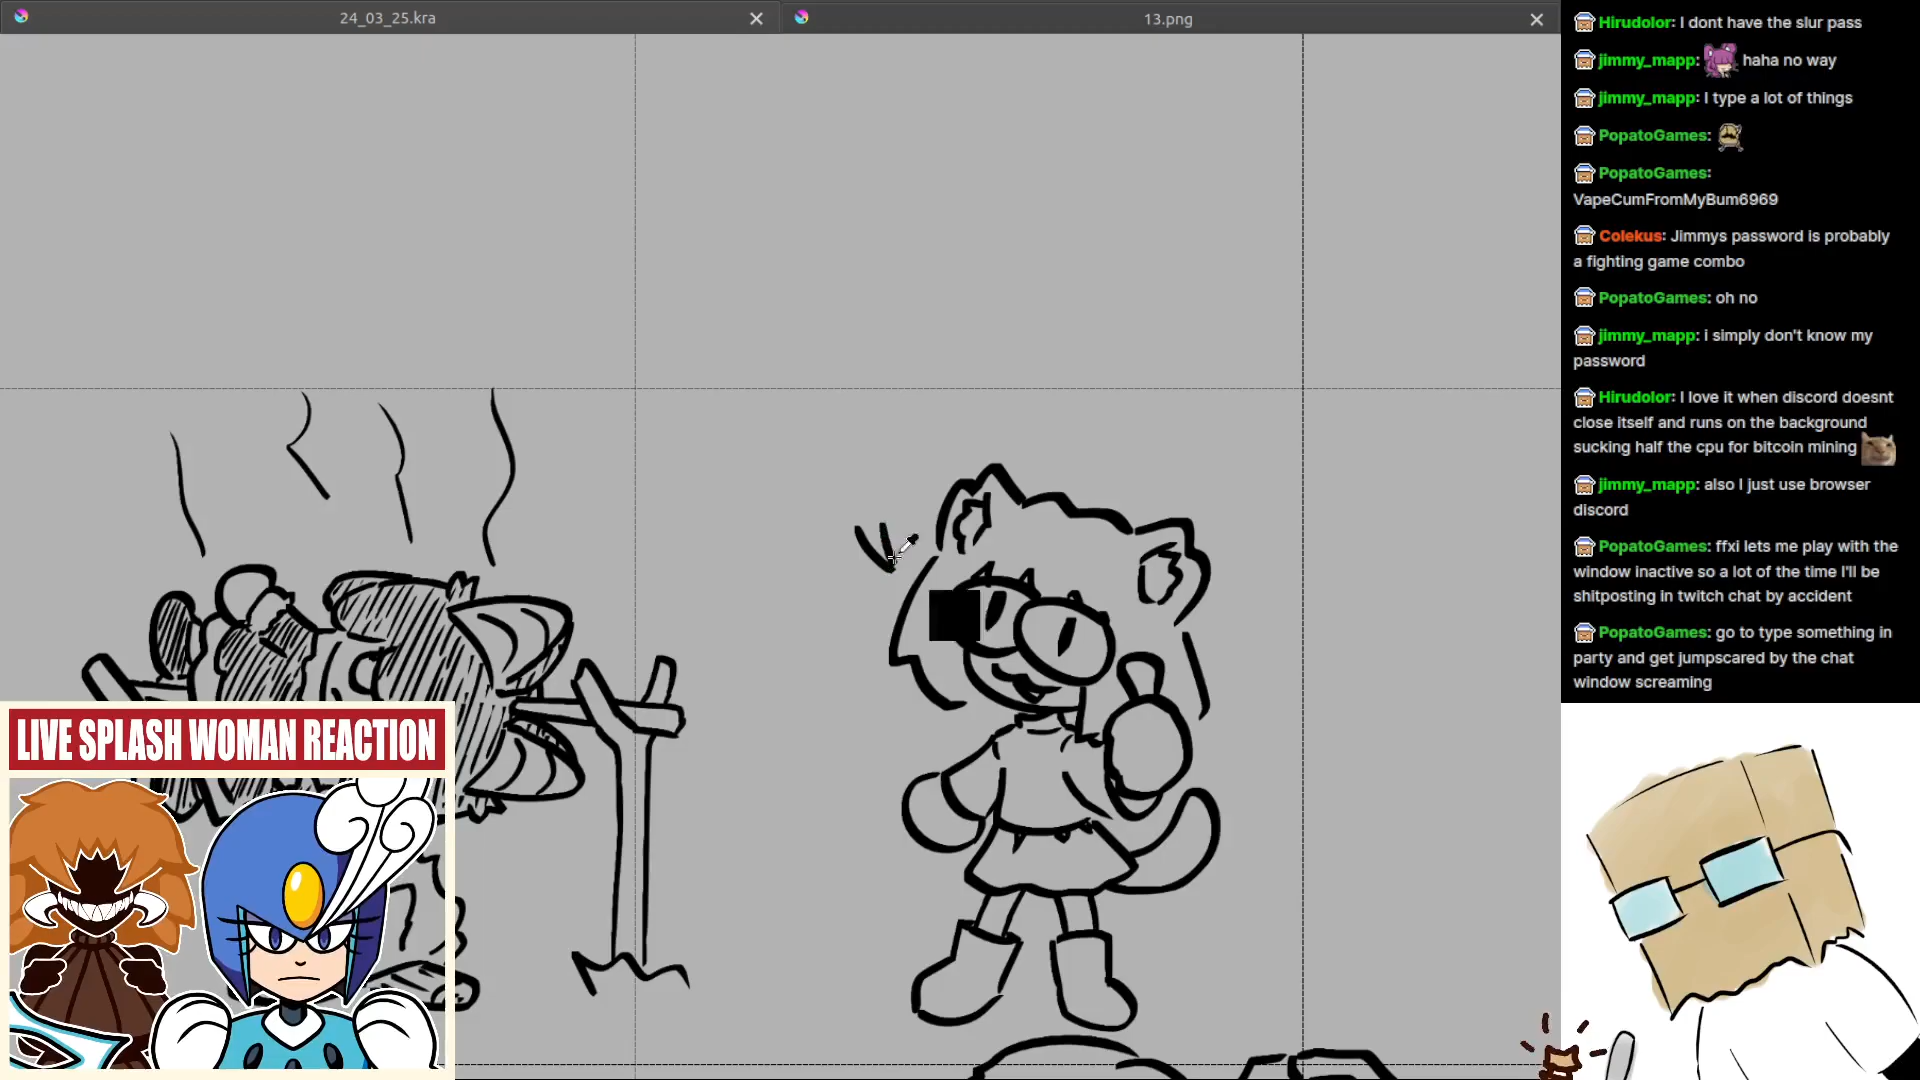 24_03_25.kra
13.png
Hirudolor: I dont have the slur pass
jimmy_mapp: haha no way
jimmy_mapp: I type a lot of things
PopatoGames:
PopatoGames:
VapeCumFromMyBum6969
Colekus: Jimmys password is probably
a fighting game combo
PopatoGames: oh no
jimmy_mapp: i simply don't know my
password
Hirudolor: I love it when discord doesnt
close itself and runs on the background
sucking half the cpu for bitcoin mining
jimmy_mapp: also I just use browser
discord
PopatoGames: ffxi lets me play with the
window inactive so a lot of the time I'll be
shitposting in twitch chat by accident
PopatoGames: go to type something in
party and get jumpscared by the chat
window screaming
LIVE SPLASH WOMAN REACTION